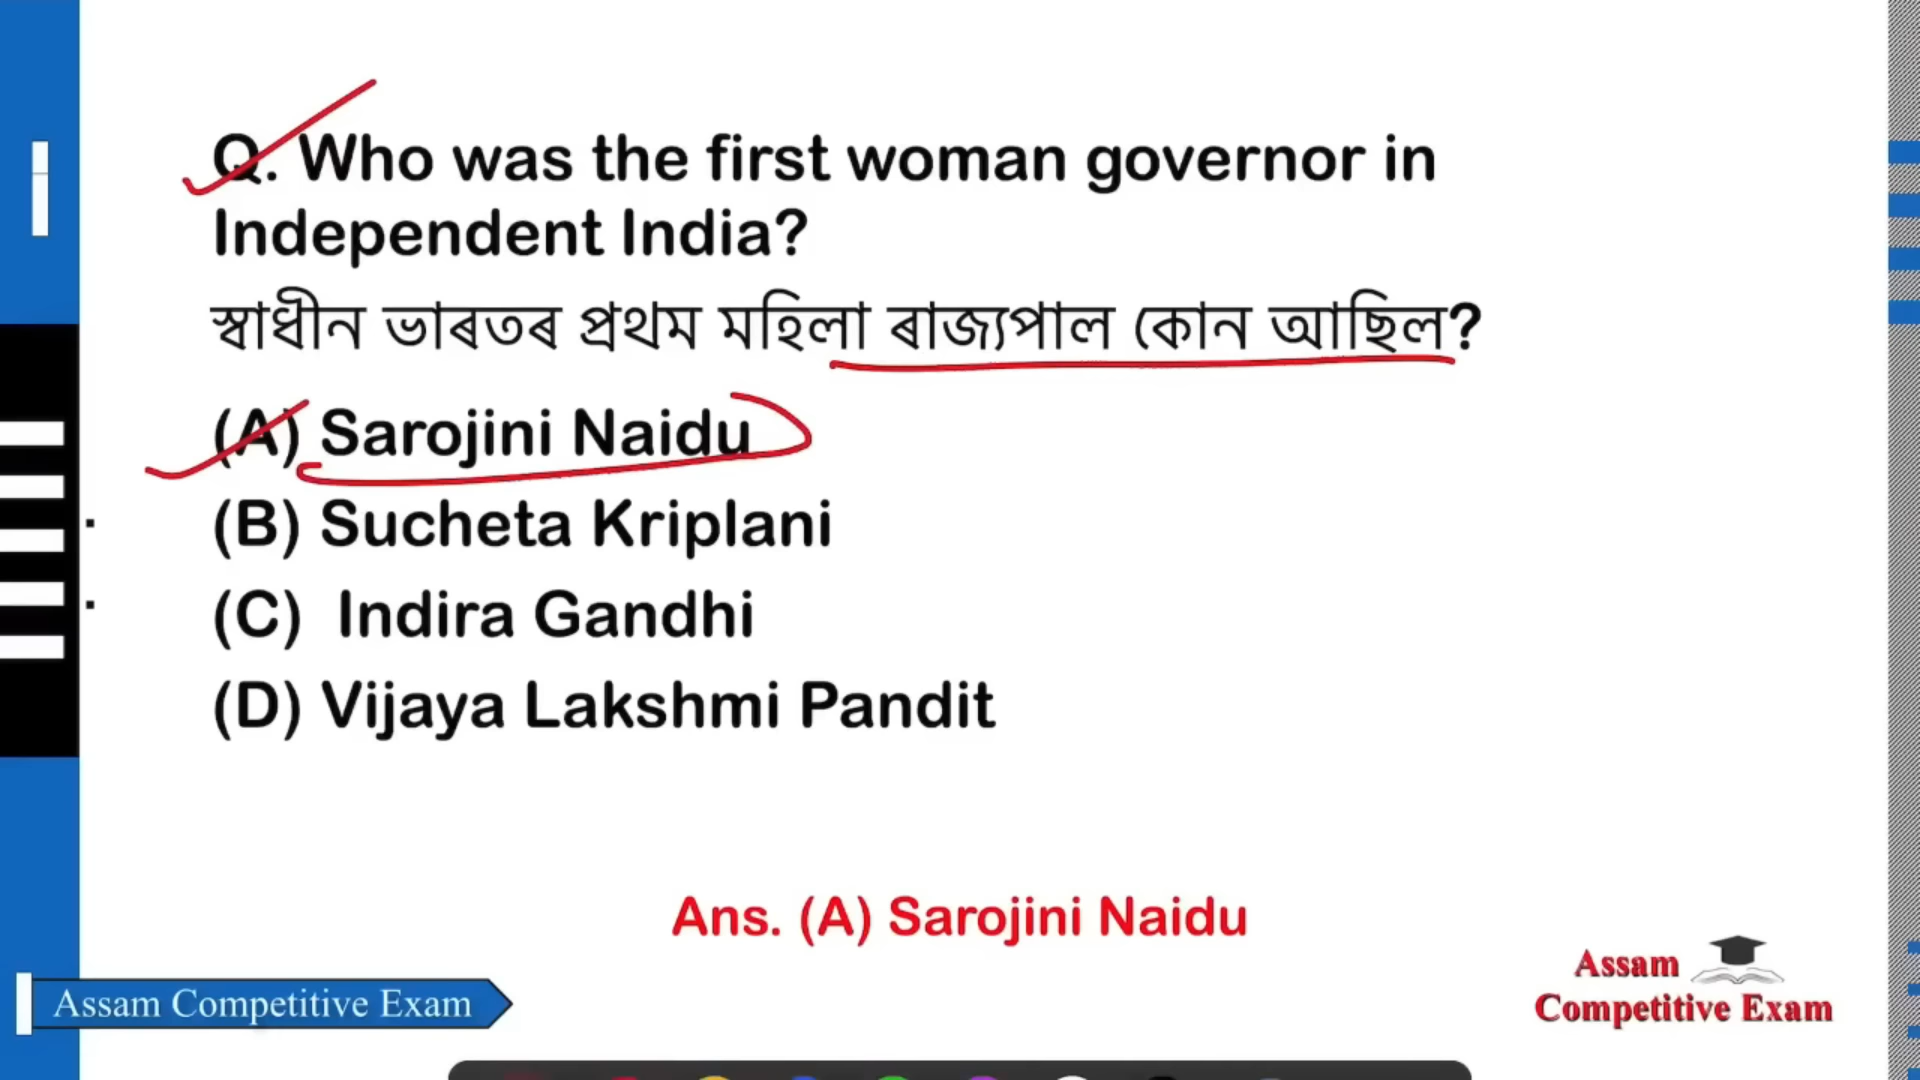 Q. Who was the first woman governor in
Independent India?
স্বাধীন ভাৰতৰ প্ৰথম মহিলা ৰাজ্যপাল কোন আছিল?
(A) Sarojini Naidu
(B) Sucheta Kriplani
(C) Indira Gandhi
(D) Vijaya Lakshmi Pandit
Ans. (A) Sarojini Naidu
Assam Competitive Exam
Assam
Competitive Exam